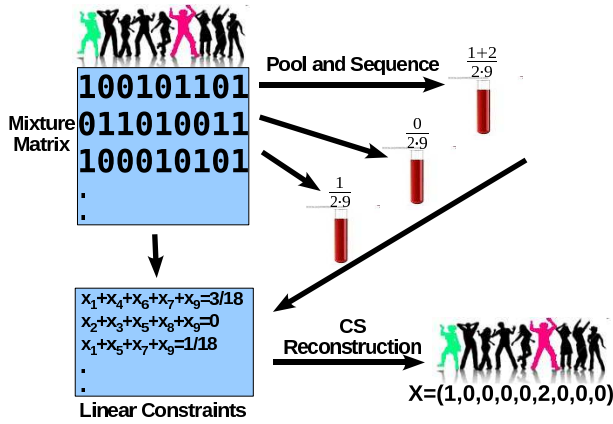 Pool and Sequence
1+2
2·9
Mixture
Matrix
100101101
011010011
100010101
.
.
0
2·9
1
2·9
x₁+x₄+x₆+x₇+x₉=3/18
x₂+x₃+x₅+x₈+x₉=0
x₁+x₅+x₇+x₉=1/18
.
.
Linear Constraints
CS
Reconstruction
X=(1,0,0,0,0,2,0,0,0)